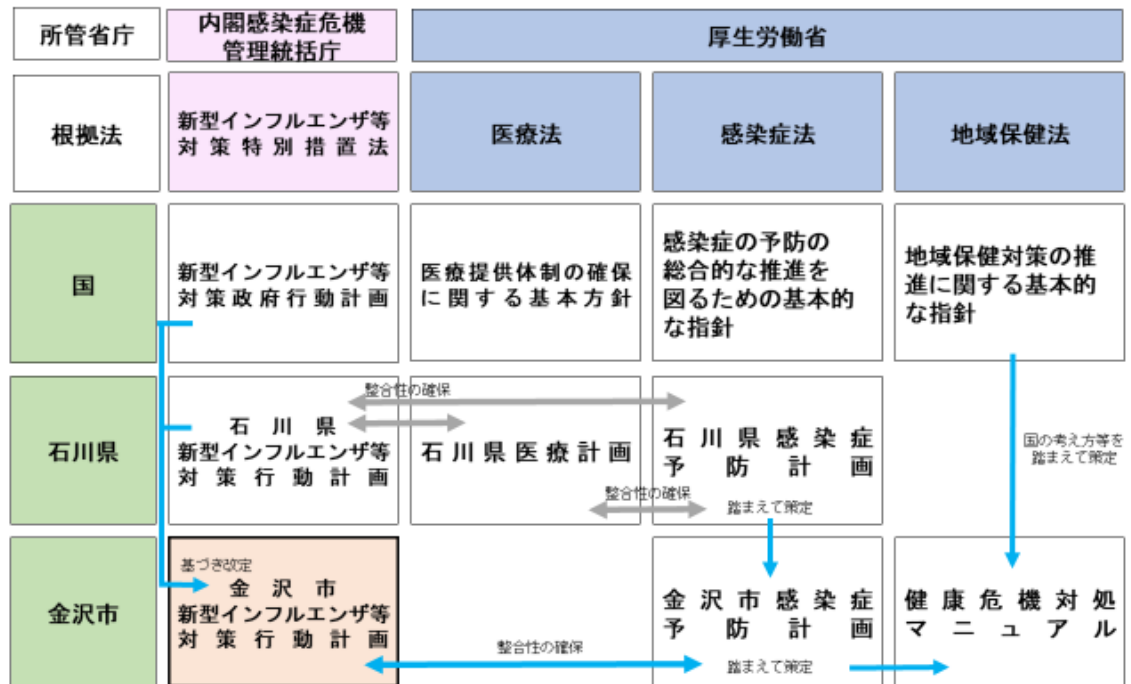 所管省庁
内閣感染症危機
管理統括庁
厚生労働省
根拠法
新型インフルエンザ等
対策特別措置法
医療法
感染症法
地域保健法
国
新型インフルエンザ等
対策政府行動計画
医療提供体制の確保
に関する基本方針
感染症の予防の
総合的な推進を
図るための基本的
な指針
地域保健対策の推
進に関する基本的
な指針
石川県
整合性の確保
石川県
新型インフルエンザ等
対策行動計画
石川県医療計画
石川県感染症
予防計画
整合性の確保
踏まえて策定
国の考え方等を
踏まえて策定
金沢市
基づき改定
金沢市
新型インフルエンザ等
対策行動計画
整合性の確保
金沢市感染症
予防計画
踏まえて策定
健康危機対処
マニュアル